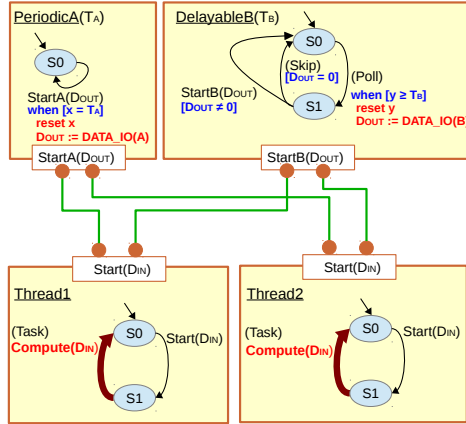 PeriodicA(TA)
S0
StartA(DOUT)
when [x = TA]
reset x
DOUT := DATA_IO(A)
StartA(DOUT)
DelayableB(TB)
S0
(Skip)
[DOUT = 0]
(Poll)
StartB(DOUT)
[DOUT ≠ 0]
S1
when [y ≥ TB]
reset y
DOUT := DATA_IO(B)
StartB(DOUT)
Start(DIN)
Start(DIN)
Thread1
S0
(Task)
Compute(DIN)
Start(DIN)
S1
Thread2
S0
(Task)
Compute(DIN)
Start(DIN)
S1